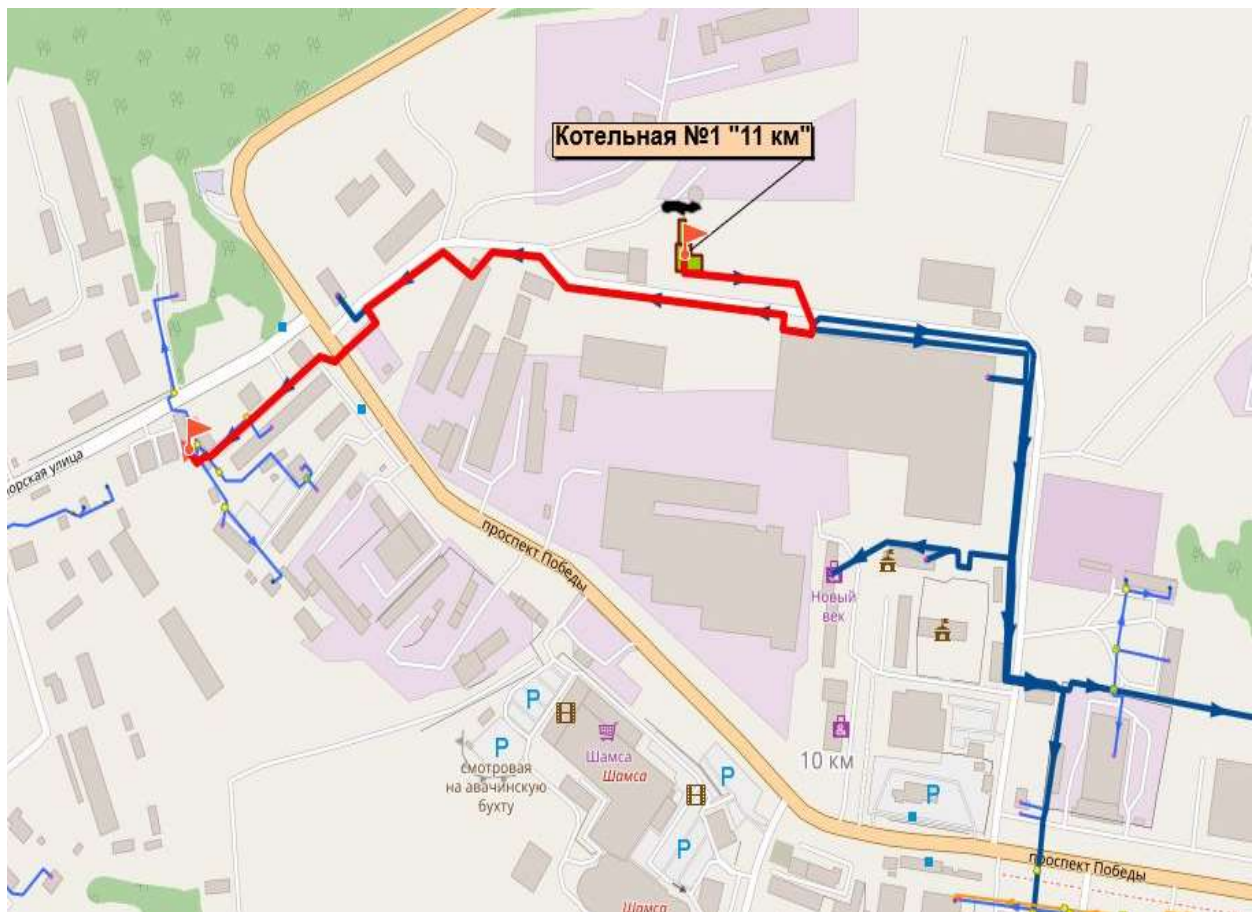 Котельная №1 "11 км"
орская улица
проспект Победы
Новый
век
P
Шамса
Шамса
P
P
P
P
смотровая
на авачинскую
бухту
10 км
проспект Победы
Шамса